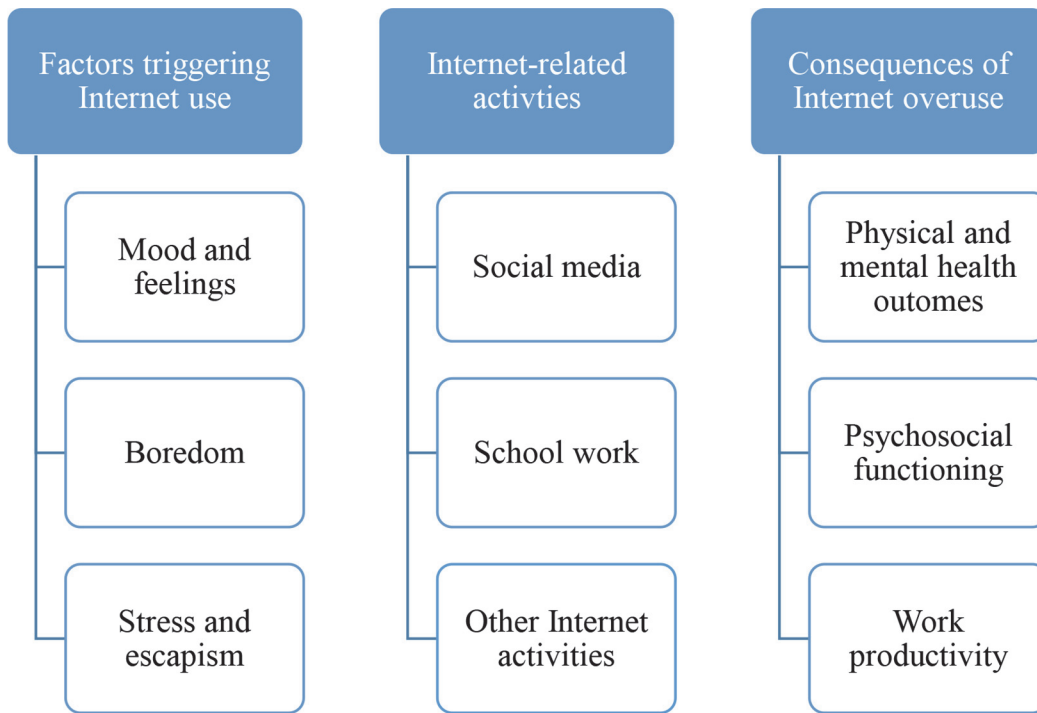 Factors triggering
Internet use
Mood and
feelings
Boredom
Stress and
escapism
Internet-related
activties
Social media
School work
Other Internet
activities
Consequences of
Internet overuse
Physical and
mental health
outcomes
Psychosocial
functioning
Work
productivity